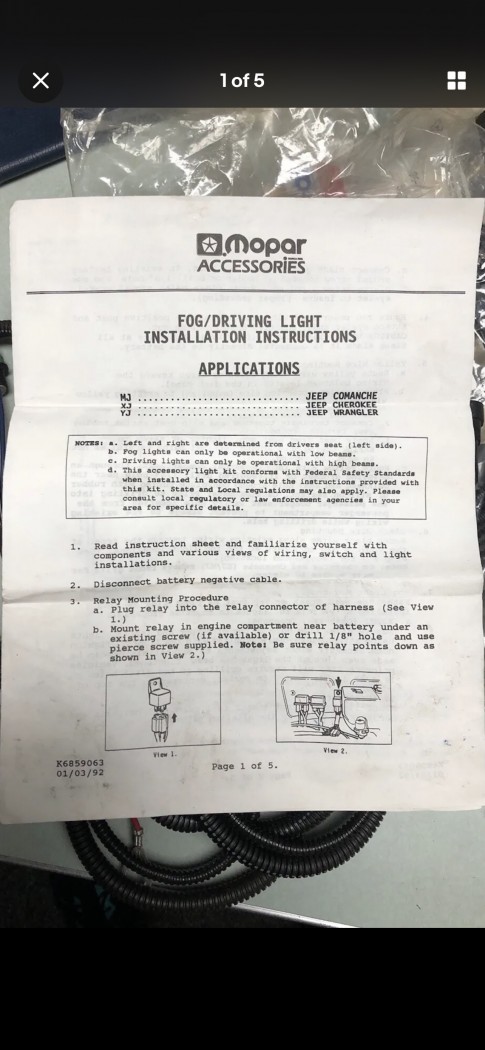 1 of 5
Mopar
ACCESSORIES
FOG/DRIVING LIGHT
INSTALLATION INSTRUCTIONS
APPLICATIONS
MJ ............................ JEEP COMANCHE
XJ ............................ JEEP CHEROKEE
YJ ............................ JEEP WRANGLER
NOTES: a. Left and right are determined from drivers seat (left side).
b. Fog lights can only be operational with low beams.
c. Driving lights can only be operational with high beams.
d. This accessory light kit conforms with Federal Safety Standards
when installed in accordance with the instructions provided with
this kit. State and Local regulations may also apply. Please
consult local regulatory or law enforcement agencies in your
area for specific details.
1. Read instruction sheet and familiarize yourself with
components and various views of wiring, switch and light
installations.
2. Disconnect battery negative cable.
3. Relay Mounting Procedure
a. Plug relay into the relay connector of harness (See View
1.)
b. Mount relay in engine compartment near battery under an
existing screw (if available) or drill 1/8" hole and use
pierce screw supplied. Note: Be sure relay points down as
shown in View 2.)
View 1.
View 2.
K6859063
01/03/92
Page 1 of 5.